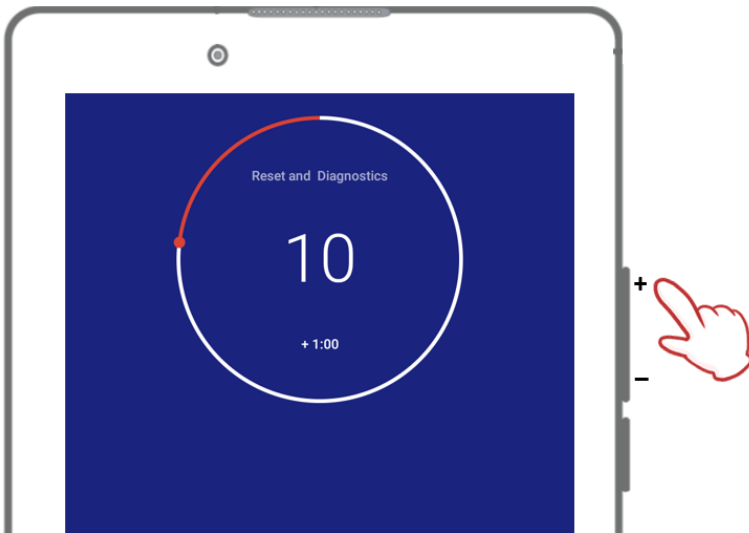 Reset and Diagnostics
10
+ 1:00
+
–